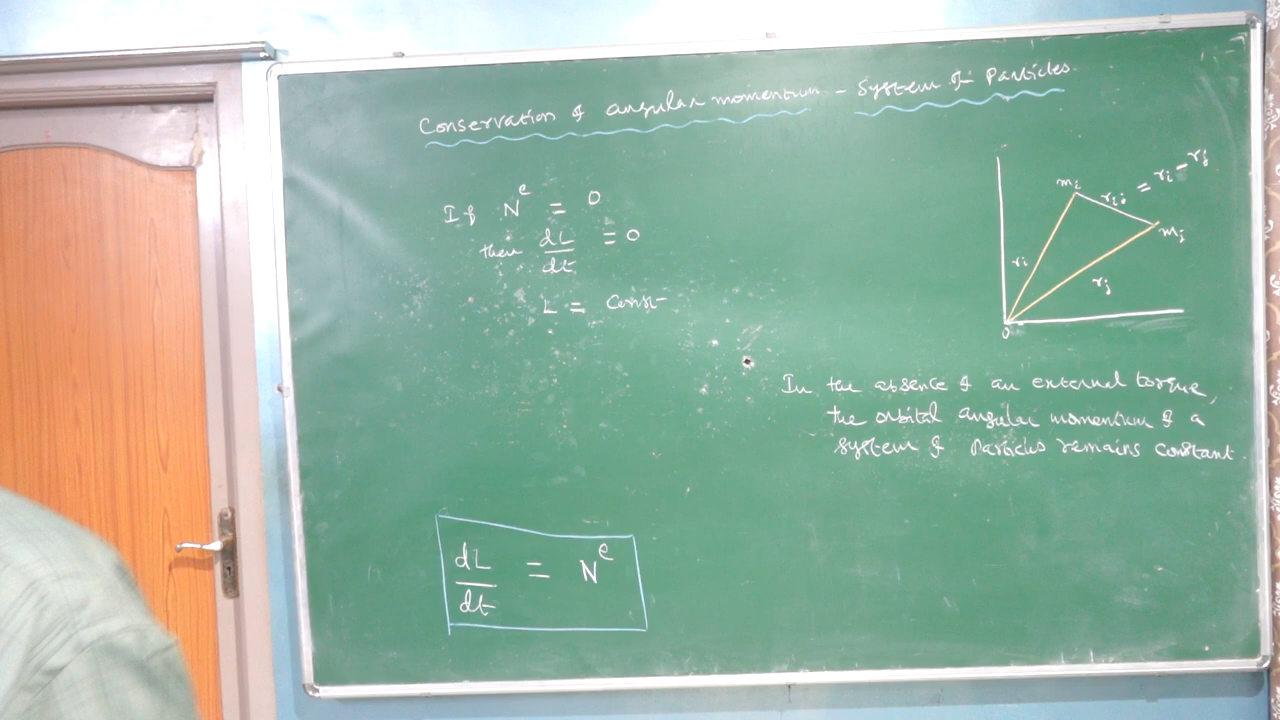 Conservation of angular momentum - System of Particles.
If N^e = 0
then dL/dt = 0
L = Const
m_i
r_ij = r_i - r_j
m_j
r_i
r_j
O
In the absence of an external torque,
the orbital angular momentum of a
system of particles remains constant.
dL/dt = N^e